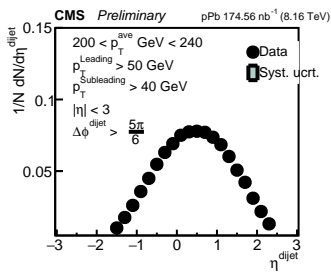 CMS Preliminary pPb 174.56 nb⁻¹ (8.16 TeV)
0.15
200 < p_T^ave GeV < 240
p_T^Leading > 50 GeV
p_T^Subleading > 40 GeV
|η| < 3
Δϕ^dijet > 5π/6
Data
Syst. ucrt.
1/N dN/dη^dijet
0.1
0.05
−3 −2 −1 0 1 2 3
η^dijet